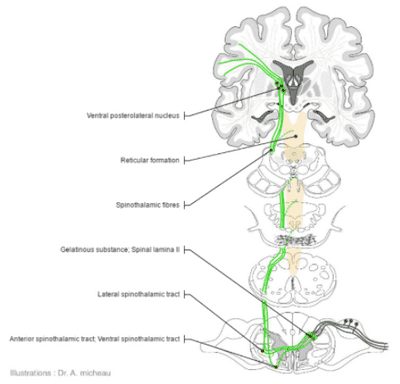 Ventral posterolateral nucleus
Reticular formation
Spinothalamic fibres
Gelatinous substance; Spinal lamina II
Lateral spinothalamic tract
Anterior spinothalamic tract; Ventral spinothalamic tract
Illustrations : Dr. A. micheau